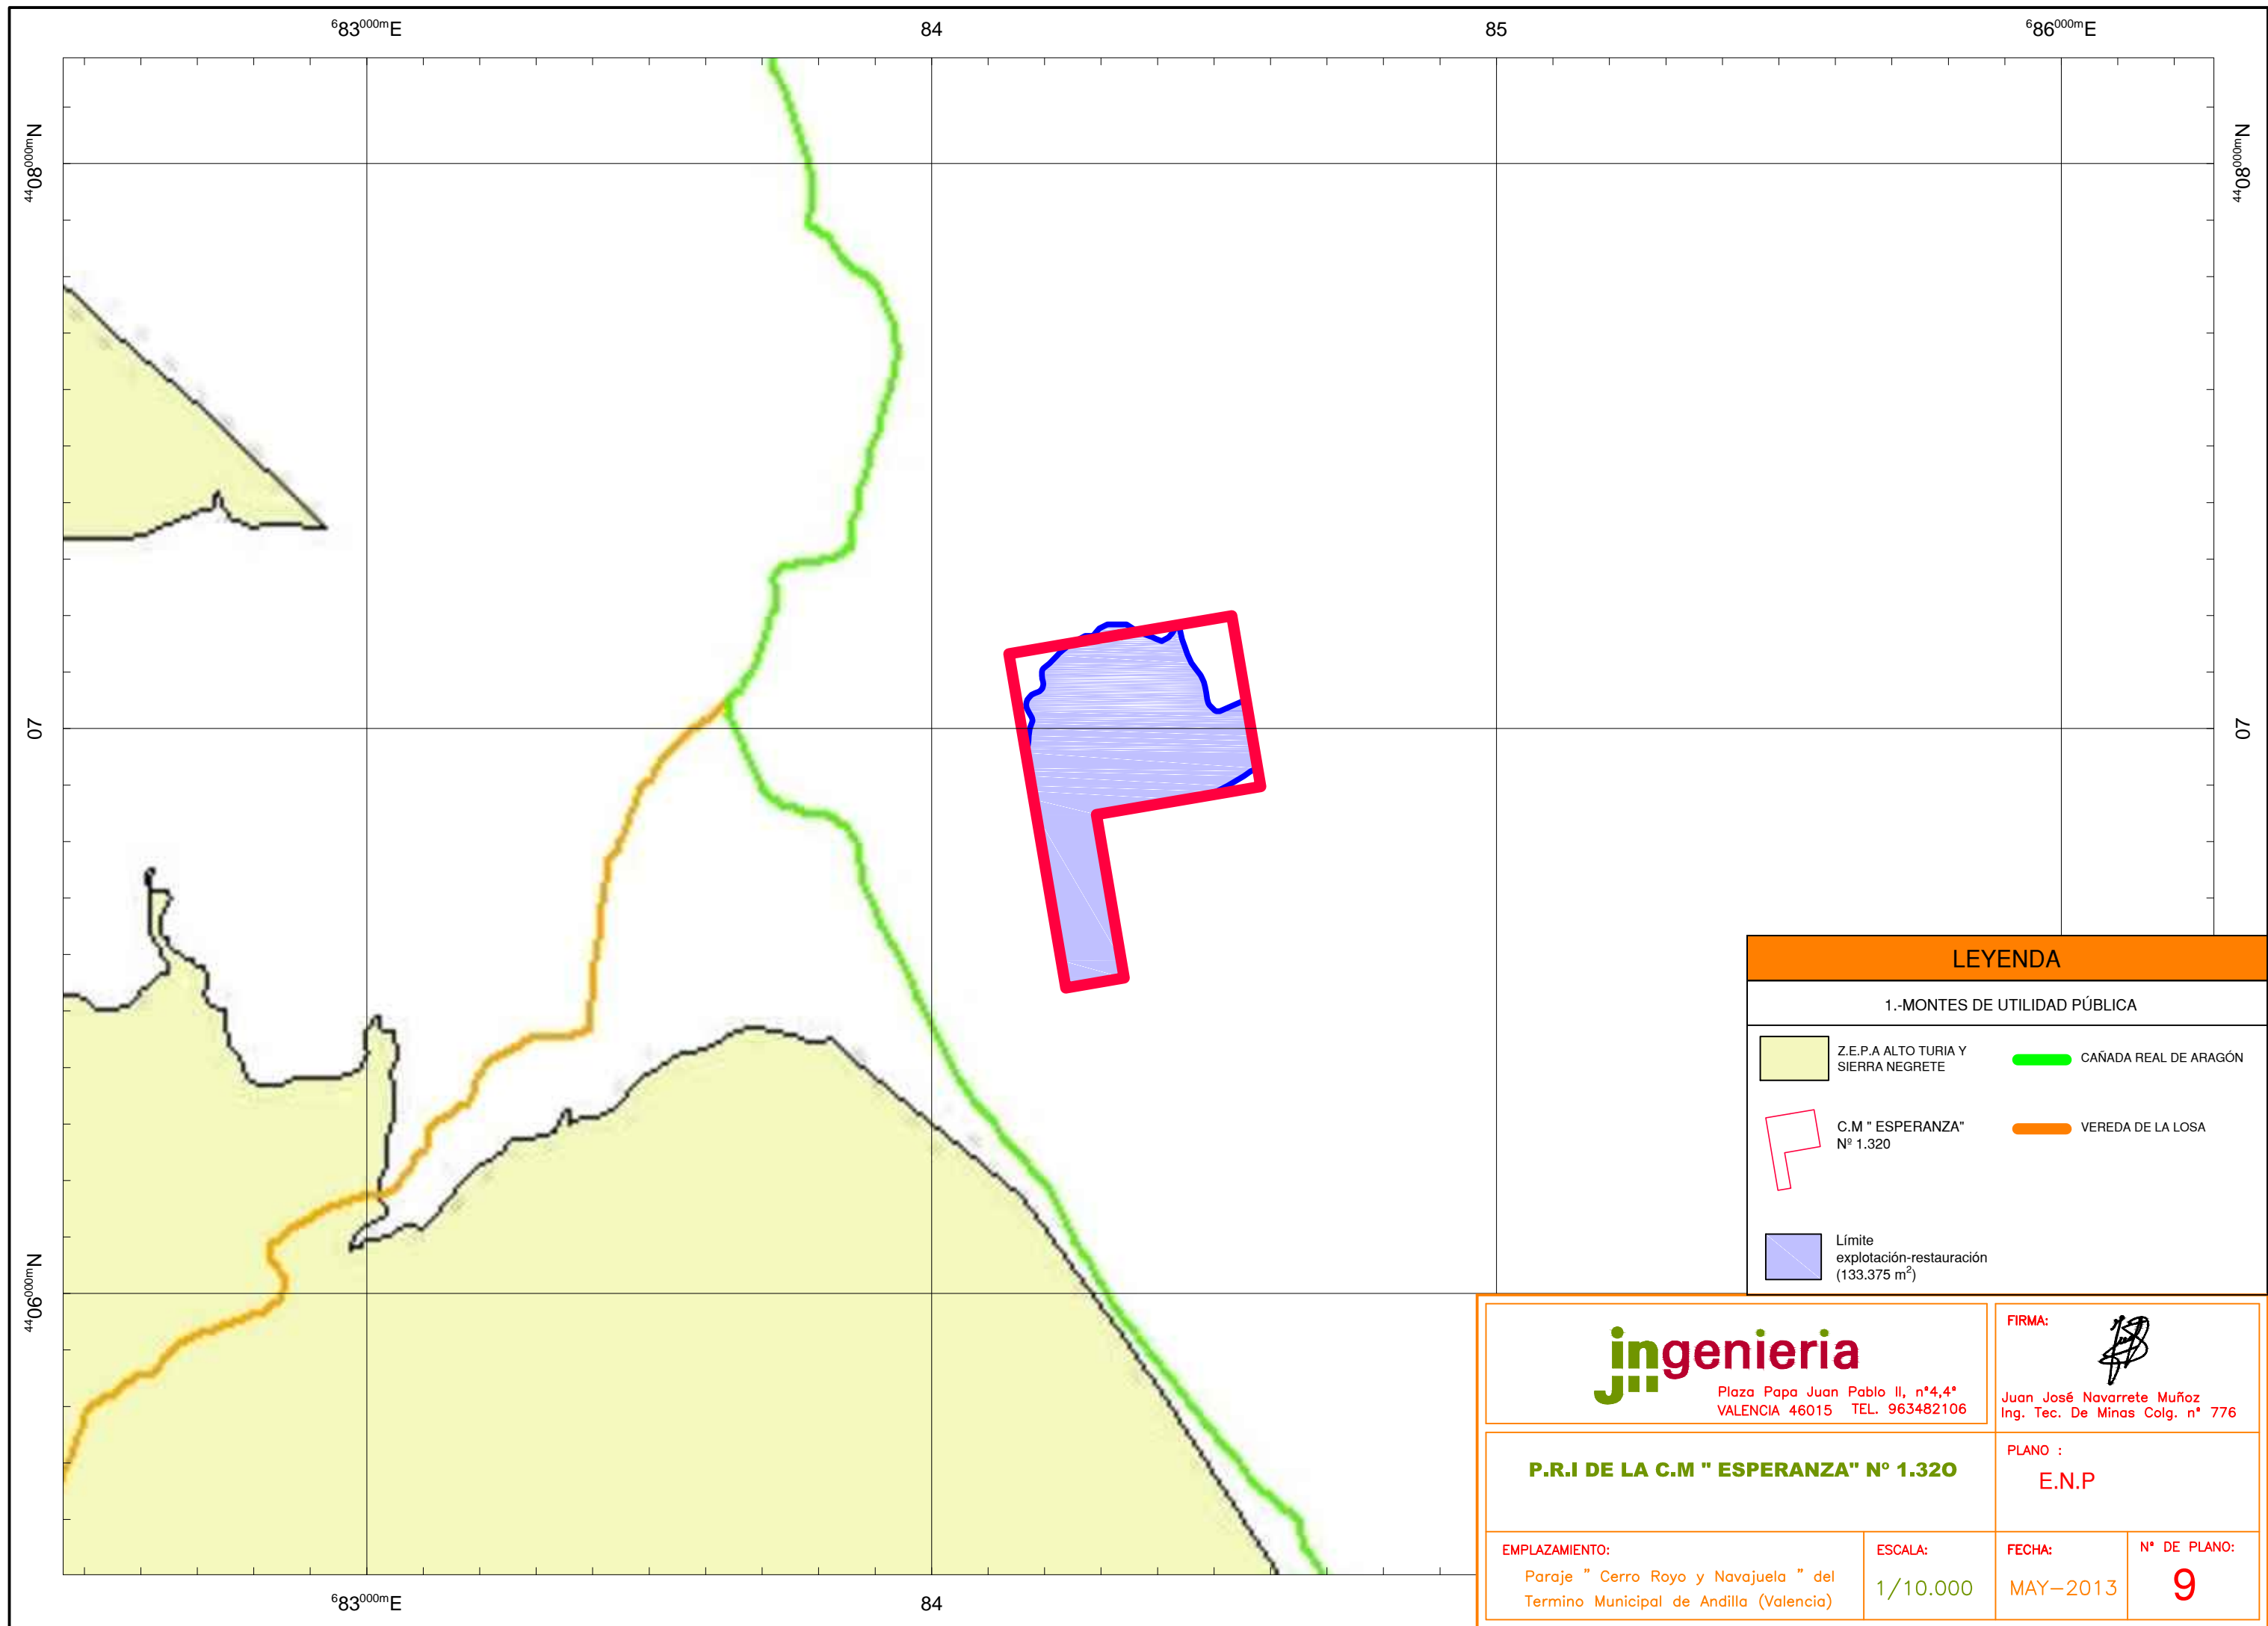 683000mE 84 85 686000mE
4408000mN 4408000mN
07 07
4406000mN
683000mE 84
LEYENDA
1.-MONTES DE UTILIDAD PÚBLICA
Z.E.P.A ALTO TURIA Y
SIERRA NEGRETE
CAÑADA REAL DE ARAGÓN
C.M " ESPERANZA"
Nº 1.320
VEREDA DE LA LOSA
Límite
explotación-restauración
(133.375 m2)
jngenieria
Plaza Papa Juan Pablo II, nº4,4ª
VALENCIA 46015 TEL. 963482106
FIRMA:
Juan José Navarrete Muñoz
Ing. Tec. De Minas Colg. nº 776
P.R.I DE LA C.M " ESPERANZA" Nº 1.32O
PLANO :
E.N.P
EMPLAZAMIENTO:
Paraje " Cerro Royo y Navajuela " del
Termino Municipal de Andilla (Valencia)
ESCALA:
1/10.000
FECHA:
MAY-2013
Nº DE PLANO:
9